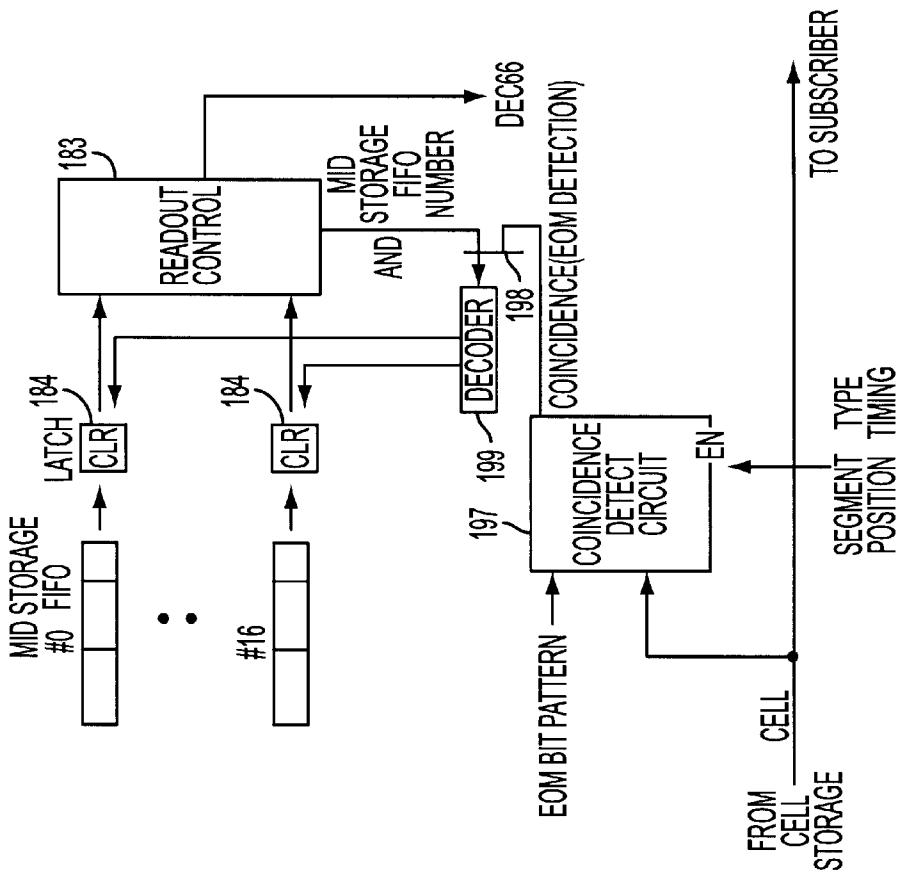 MID STORAGE
FIFO
#0
#16
LATCH
CLR
184
CLR
184
READOUT
CONTROL
183
MID
STORAGE
FIFO
NUMBER
DEC66
AND
DECODER
199
198
COINCIDENCE(EOM DETECTION)
EOM BIT PATTERN
197
COINCIDENCE
DETECT
CIRCUIT
EN
SEGMENT TYPE
POSITION TIMING
FROM
CELL
STORAGE
CELL
TO SUBSCRIBER